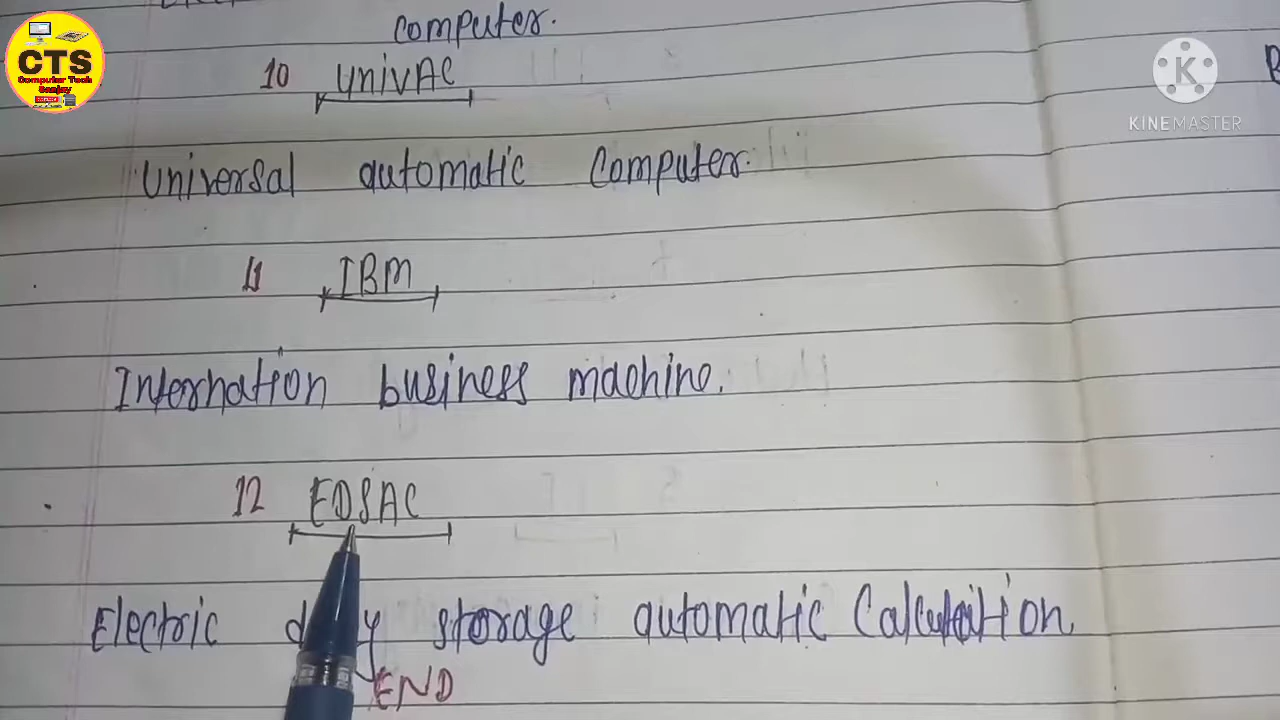 computer.
CTS
Computer Tech
Sanjay
10 UnivAC
K
KINEMASTER
Universal automatic Computer.
11 IBM
Internation business machine.
12 EDSAC
Electric storage automatic Calculation
END